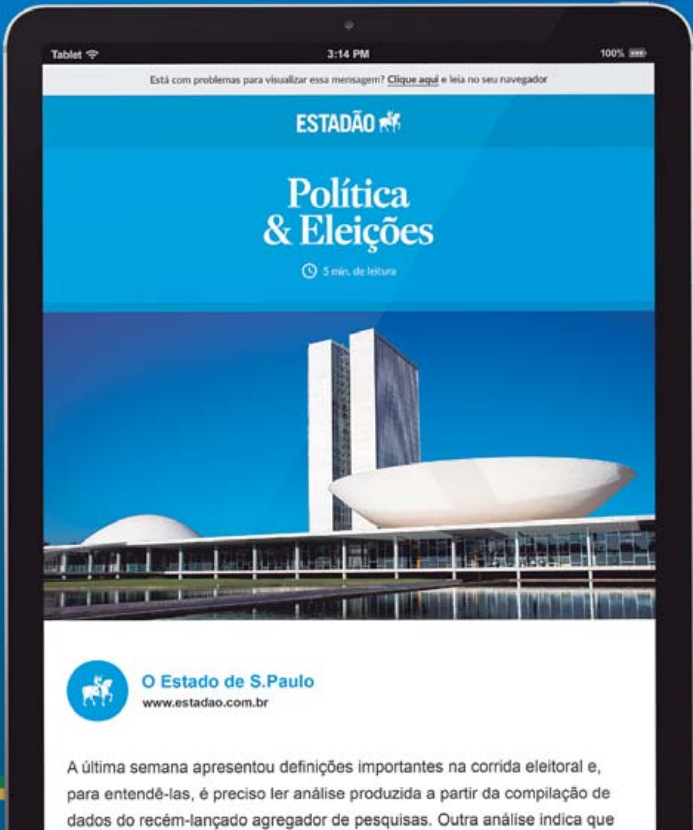 Tablet
3:14 PM
100%
Está com problemas para visualizar essa mensagem? Clique aqui e leia no seu navegador
ESTADÃO
Política
& Eleições
5 min. de leitura
O Estado de S.Paulo
www.estadao.com.br
A última semana apresentou definições importantes na corrida eleitoral e,
para entendê-las, é preciso ler análise produzida a partir da compilação de
dados do recém-lançado agregador de pesquisas. Outra análise indica que